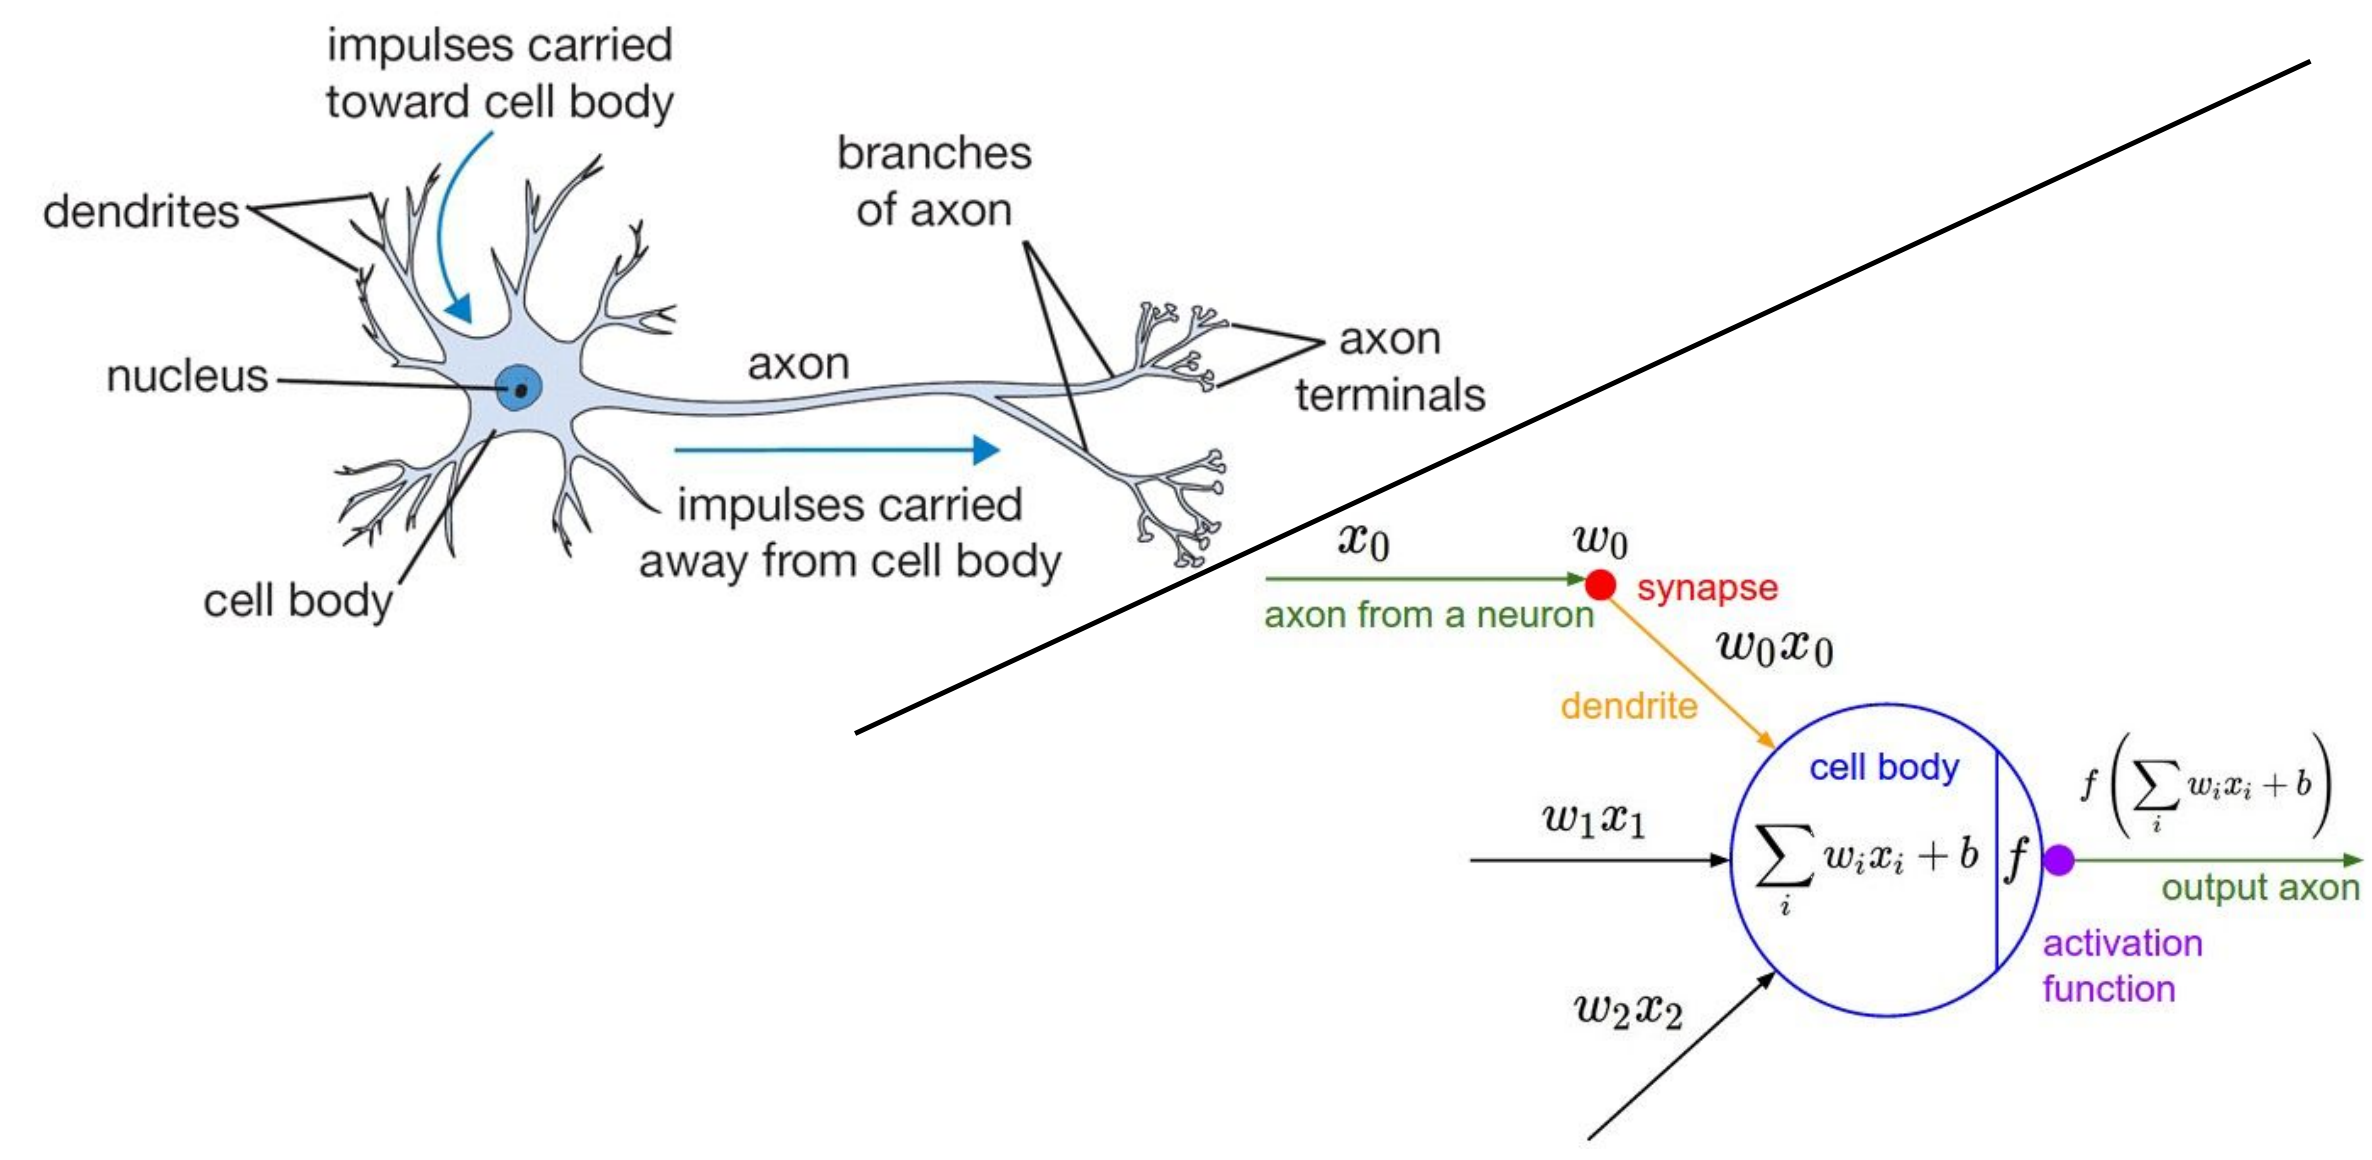 impulses carried
toward cell body
branches
of axon
dendrites
axon
terminals
nucleus
axon
impulses carried
away from cell body
cell body
x₀
w₀
synapse
axon from a neuron
w₀x₀
dendrite
cell body
f(∑ᵢ wᵢxᵢ + b)
w₁x₁
∑ᵢ wᵢxᵢ + b
f
output axon
activation
function
w₂x₂